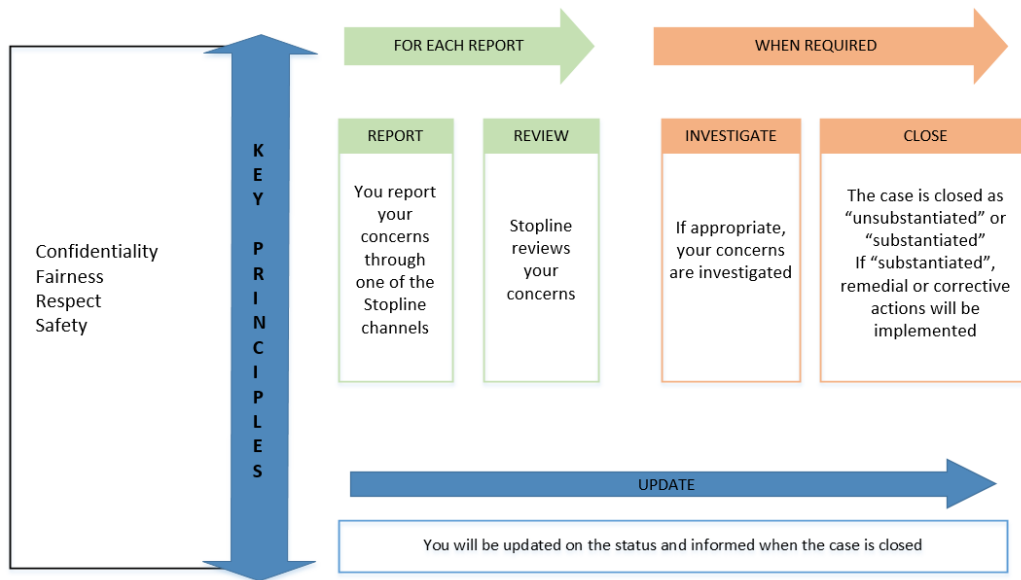 Confidentiality
Fairness
Respect
Safety
KEY PRINCIPLES
FOR EACH REPORT
WHEN REQUIRED
REPORT
You report
your
concerns
through
one of the
Stopline
channels
REVIEW
Stopline
reviews
your
concerns
INVESTIGATE
If appropriate,
your concerns
are investigated
CLOSE
The case is closed as
“unsubstantiated” or
“substantiated”
If “substantiated”,
remedial or corrective
actions will be
implemented
UPDATE
You will be updated on the status and informed when the case is closed